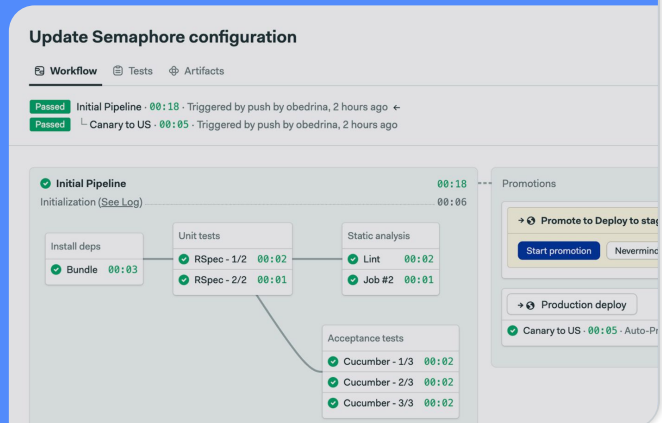 Update Semaphore configuration
Workflow Tests Artifacts
Passed Initial Pipeline · 00:18 · Triggered by push by obedrina, 2 hours ago ←
Passed └ Canary to US · 00:05 · Triggered by push by obedrina, 2 hours ago
Initial Pipeline 00:18
Initialization (See Log) 00:06
Install deps
Bundle 00:03
Unit tests
RSpec - 1/2 00:02
RSpec - 2/2 00:01
Static analysis
Lint 00:02
Job #2 00:01
Acceptance tests
Cucumber - 1/3 00:02
Cucumber - 2/3 00:02
Cucumber - 3/3 00:02
Promotions
→ Promote to Deploy to
Start promotion
→ Production deploy
Canary to US · 00:05 ·